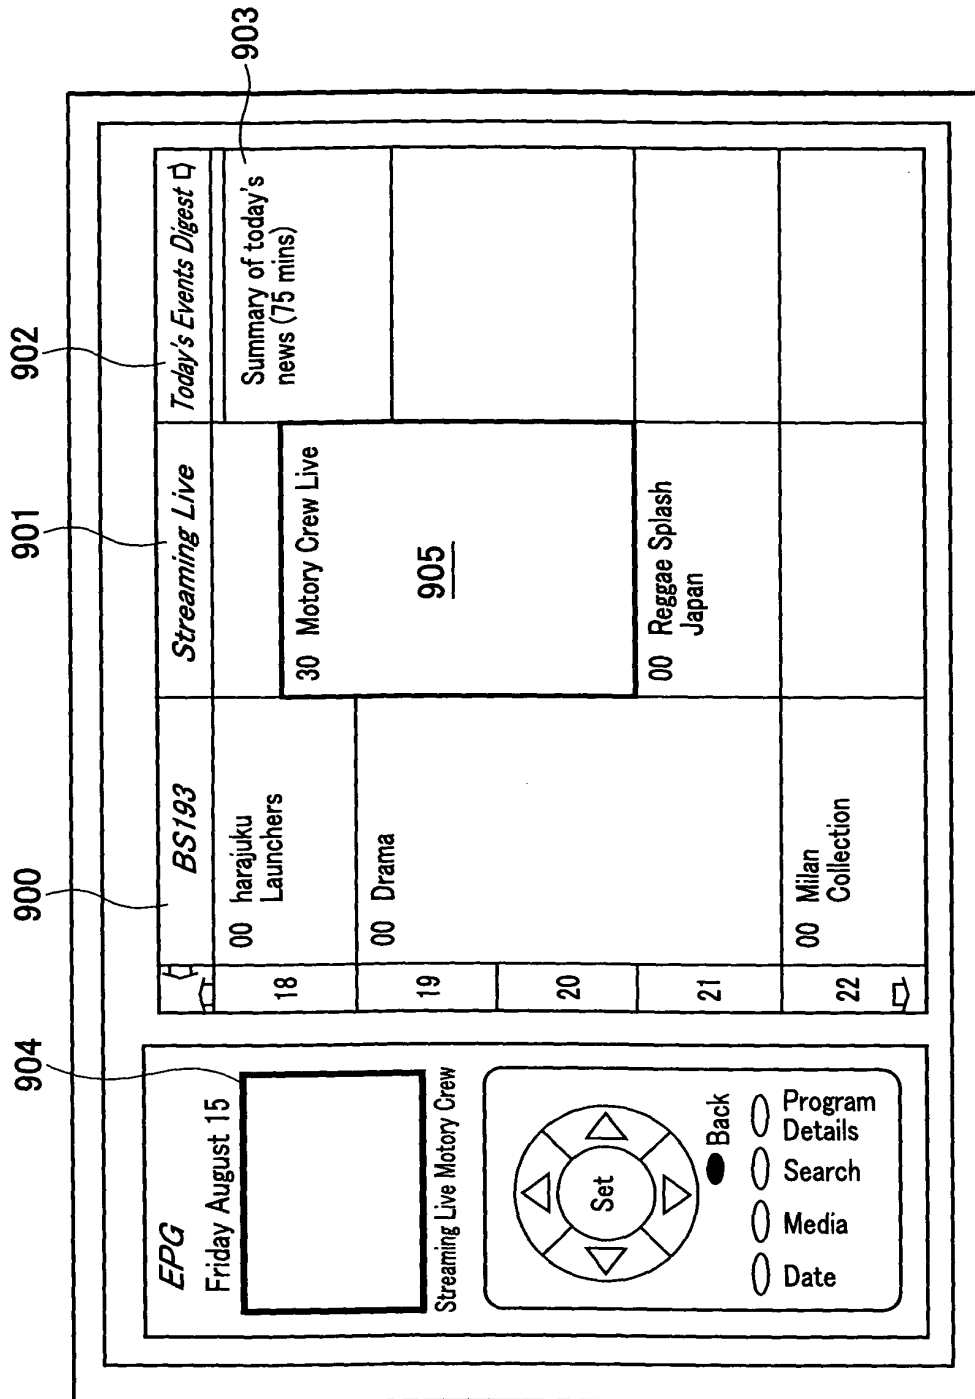 900
901
902
903
904
EPG
Friday August 15
Streaming Live Motory Crew
Set
Back
Date
Media
Search
Program
Details
BS193
Streaming Live
Today's Events Digest
18
19
20
21
22
00 harajuku
Launchers
00 Drama
00 Milan
Collection
30 Motory Crew Live
905
00 Reggae Splash
Japan
Summary of today's
news (75 mins)